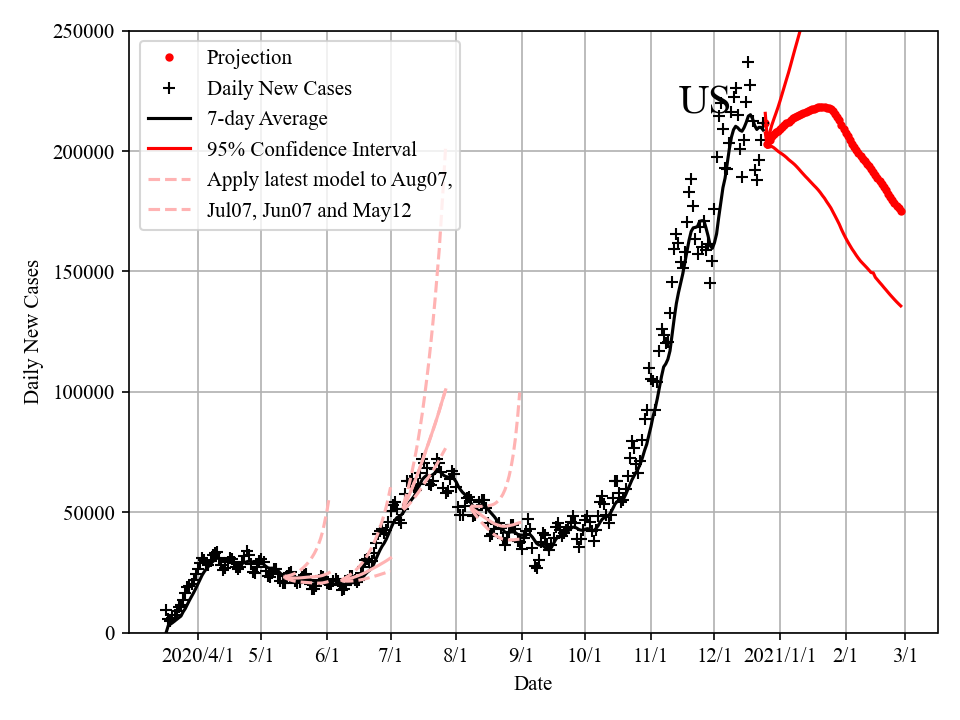 250000
200000
150000
100000
50000
0
Daily New Cases
Projection
Daily New Cases
7-day Average
95% Confidence Interval
Apply latest model to Aug07,
Jul07, Jun07 and May12
US
2020/4/1 5/1 6/1 7/1 8/1 9/1 10/1 11/1 12/1 2021/1/1 2/1 3/1
Date